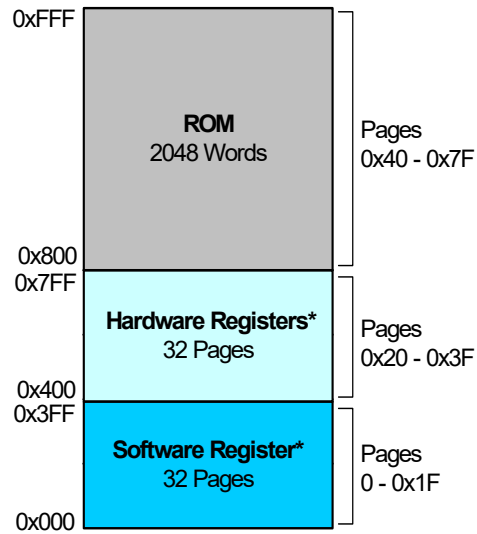 0xFFF
ROM
2048 Words
Pages
0x40 - 0x7F
0x800
0x7FF
Hardware Registers*
32 Pages
Pages
0x20 - 0x3F
0x400
0x3FF
Software Register*
32 Pages
Pages
0 - 0x1F
0x000